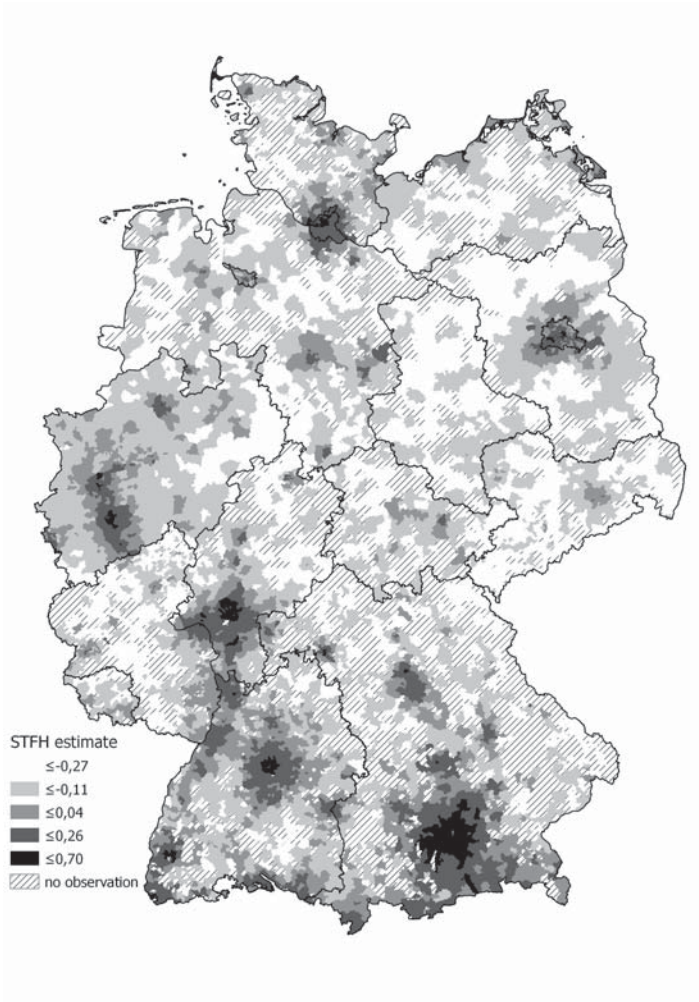 STFH estimate
≤-0,27
≤-0,11
≤0,04
≤0,26
≤0,70
no observation